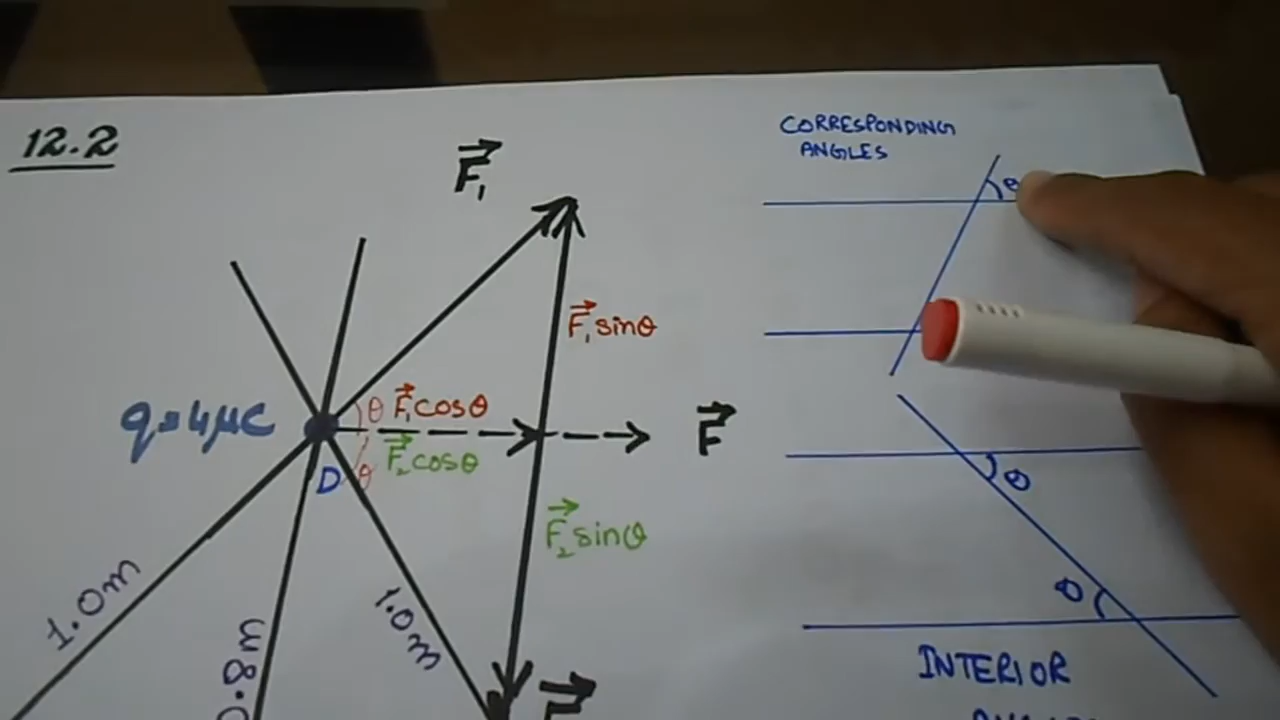 12.2
F₁
F₁sinθ
θ F₁cosθ
q=4μC
F
F₂cosθ
D θ
F₂sinθ
1.0m
1.0m
0.8m
CORRESPONDING
ANGLES
θ
θ
θ
INTERIOR